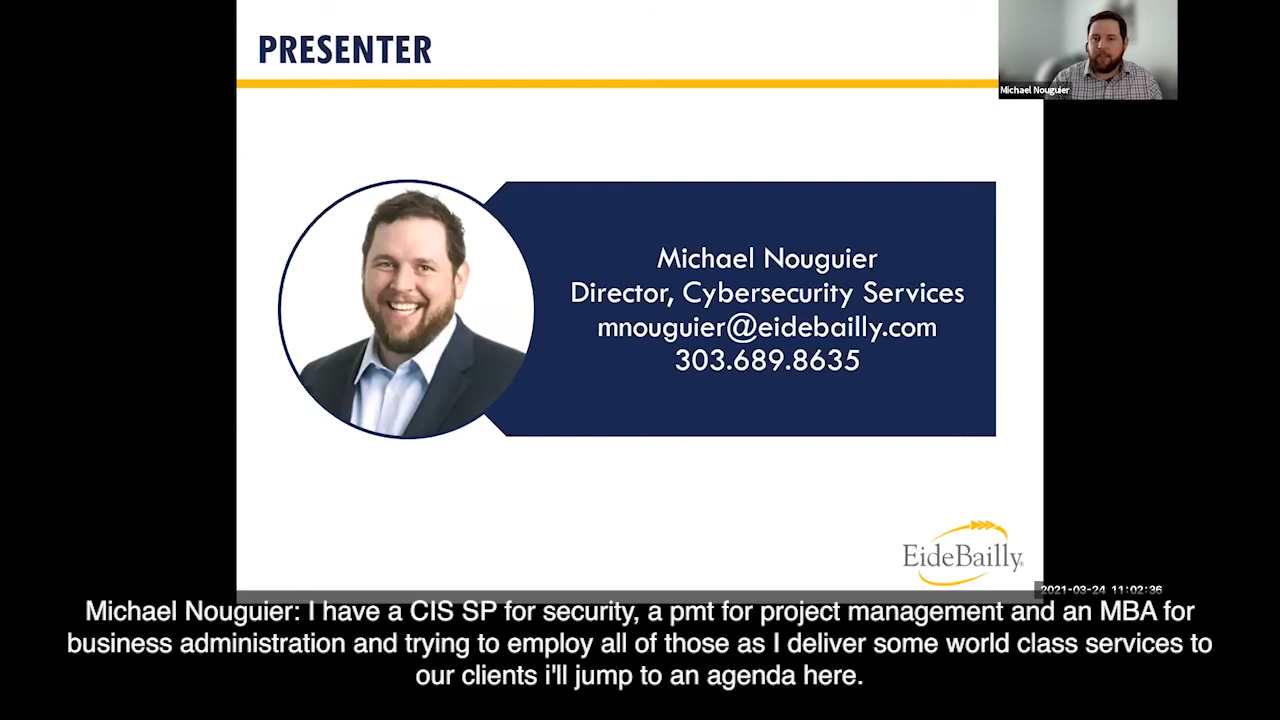 PRESENTER
Michael Nouguier
Michael Nouguier
Director, Cybersecurity Services
mnouguier@eidebailly.com
303.689.8635
EideBailly®
2021-03-24 11:02:36
Michael Nouguier: I have a CIS SP for security, a pmt for project management and an MBA for
business administration and trying to employ all of those as I deliver some world class services to
our clients i'll jump to an agenda here.